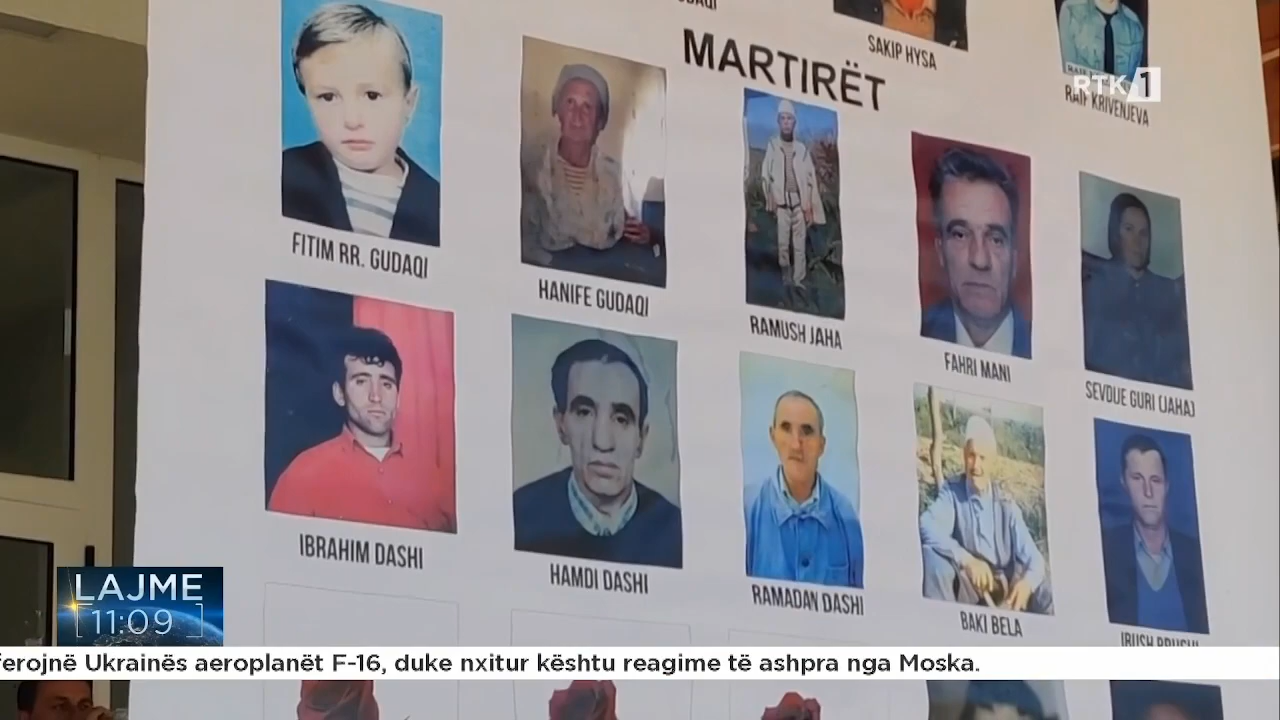 GUDAQI
SAKIP HYSA
RAIF KRIVENJEVA
RTK 1
MARTIRËT
FITIM RR. GUDAQI
HANIFE GUDAQI
RAMUSH JAHA
FAHRI MANI
SEVDIJE GURI (JAHA)
IBRAHIM DASHI
HAMDI DASHI
RAMADAN DASHI
BAKI BELA
LAJME
11:09
ferojnë Ukrainës aeroplanët F-16, duke nxitur kështu reagime të ashpra nga Moska.